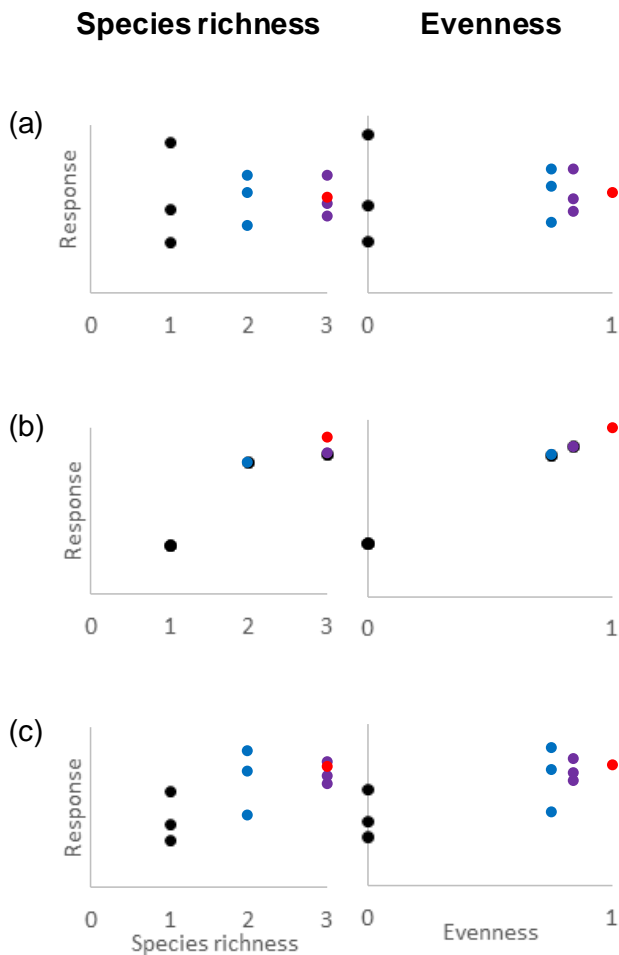 Species richness Evenness
(a)
Response
0 1 2 3 0 1
(b)
Response
0 1 2 3 0 1
(c)
Response
0 1 2 3 0 1
Species richness Evenness